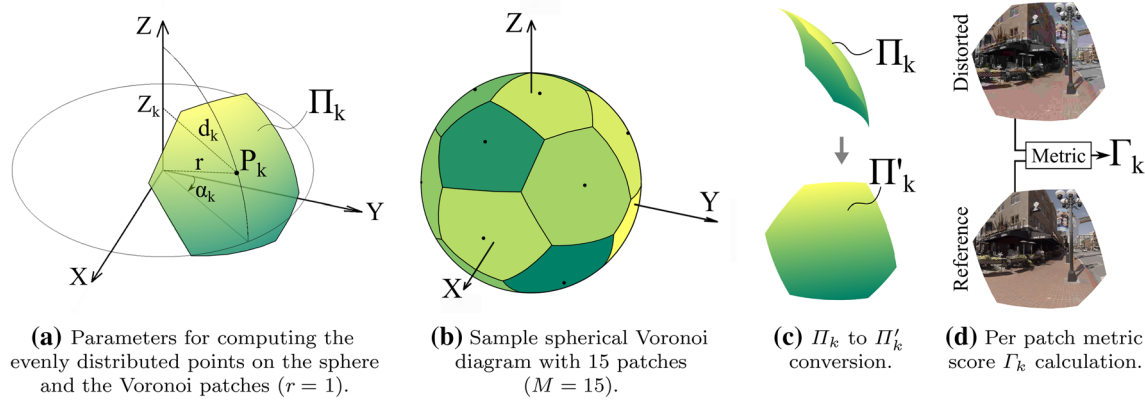 Z
Z_k
Π_k
d_k
r
P_k
α_k
Y
X
(a) Parameters for computing the
evenly distributed points on the sphere
and the Voronoi patches (r = 1).
Z
Y
X
(b) Sample spherical Voronoi
diagram with 15 patches
(M = 15).
Π_k
Π'_k
(c) Π_k to Π'_k
conversion.
Distorted
Metric
Γ_k
Reference
(d) Per patch metric
score Γ_k calculation.